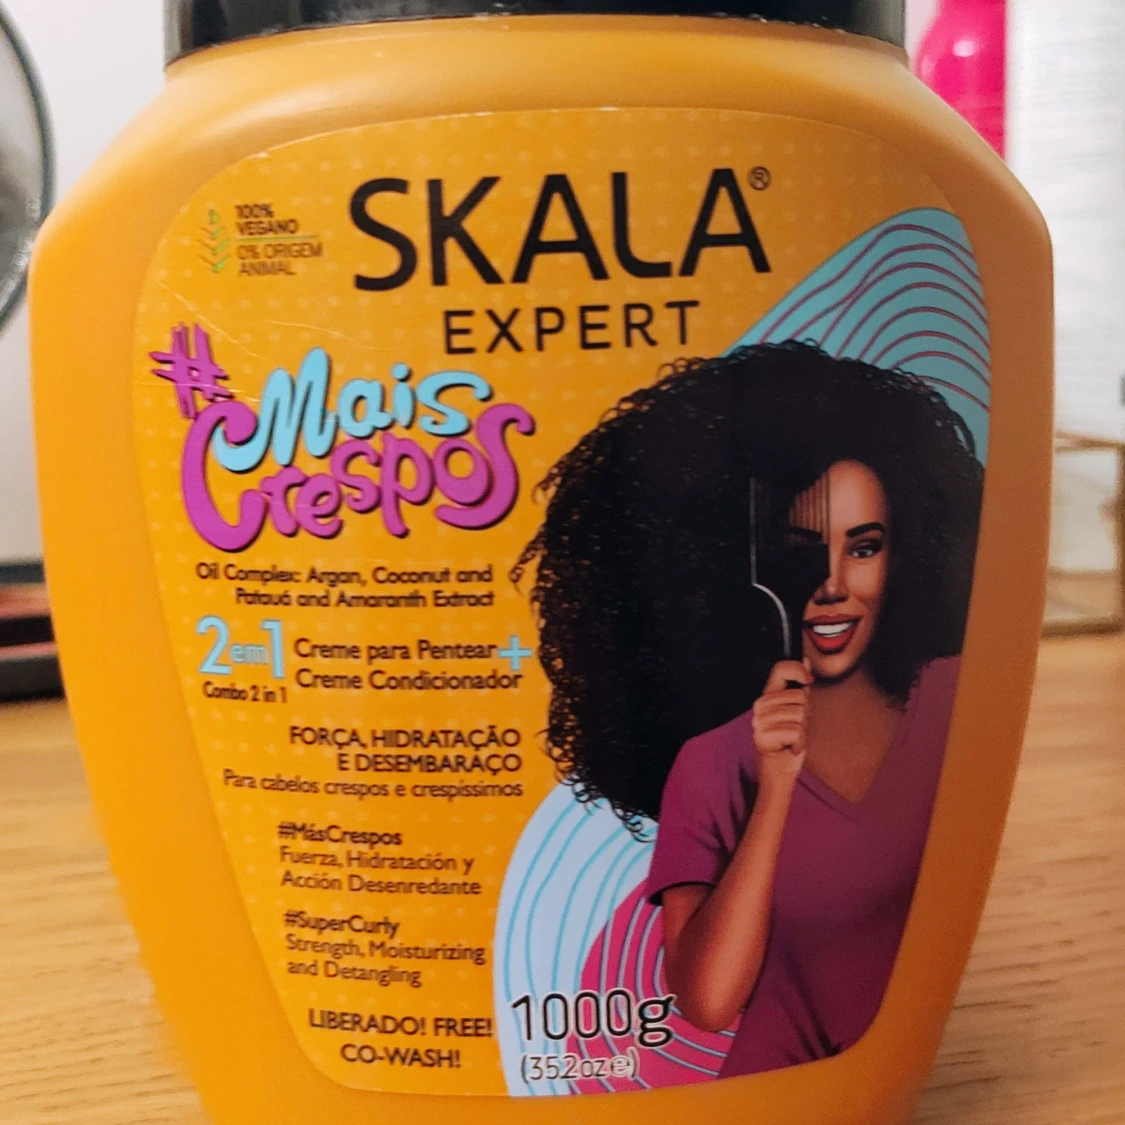 SKALA®
EXPERT
100%
VEGANO
0% ORIGEM
ANIMAL
#Mais
Crespos
Oil Complex: Argan, Coconut and
Patauá and Amaranth Extract
2em1
Combo 2 in 1
Creme para Pentear+
Creme Condicionador
FORÇA, HIDRATAÇÃO
E DESEMBARAÇO
Para cabelos crespos e crespíssimos
#MásCrespos
Fuerza, Hidratación y
Acción Desenredante
#SuperCurly
Strength, Moisturizing
and Detangling
LIBERADO! FREE!
CO-WASH!
1000g
(35.2oz e)